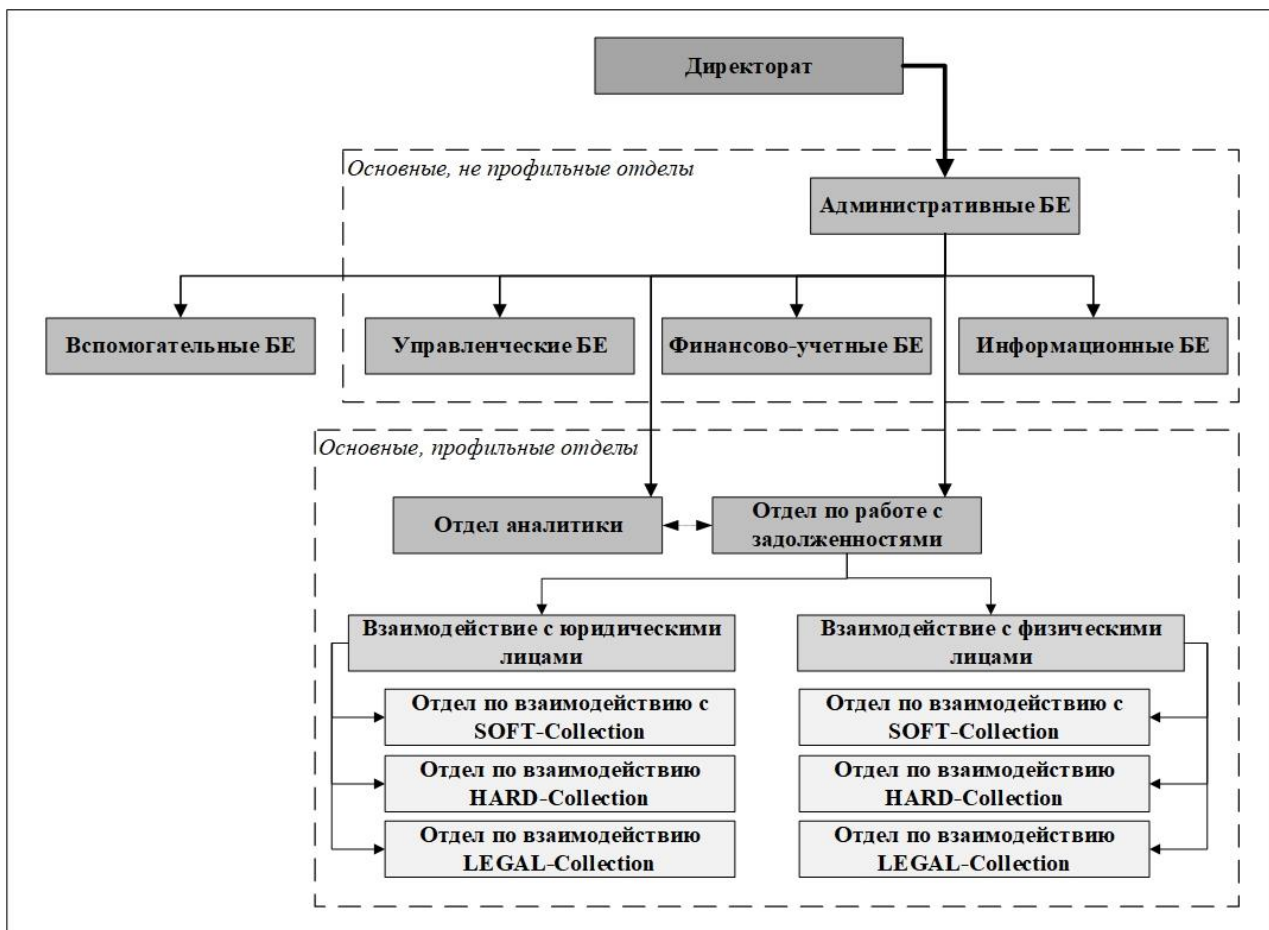 Директорат
Основные, не профильные отделы
Административные БЕ
Вспомогательные БЕ
Управленческие БЕ
Финансово-учетные БЕ
Информационные БЕ
Основные, профильные отделы
Отдел аналитики
Отдел по работе с
задолженностями
Взаимодействие с юридическими
лицами
Взаимодействие с физическими
лицами
Отдел по взаимодействию с
SOFT-Collection
Отдел по взаимодействию с
SOFT-Collection
Отдел по взаимодействию
HARD-Collection
Отдел по взаимодействию
HARD-Collection
Отдел по взаимодействию
LEGAL-Collection
Отдел по взаимодействию
LEGAL-Collection